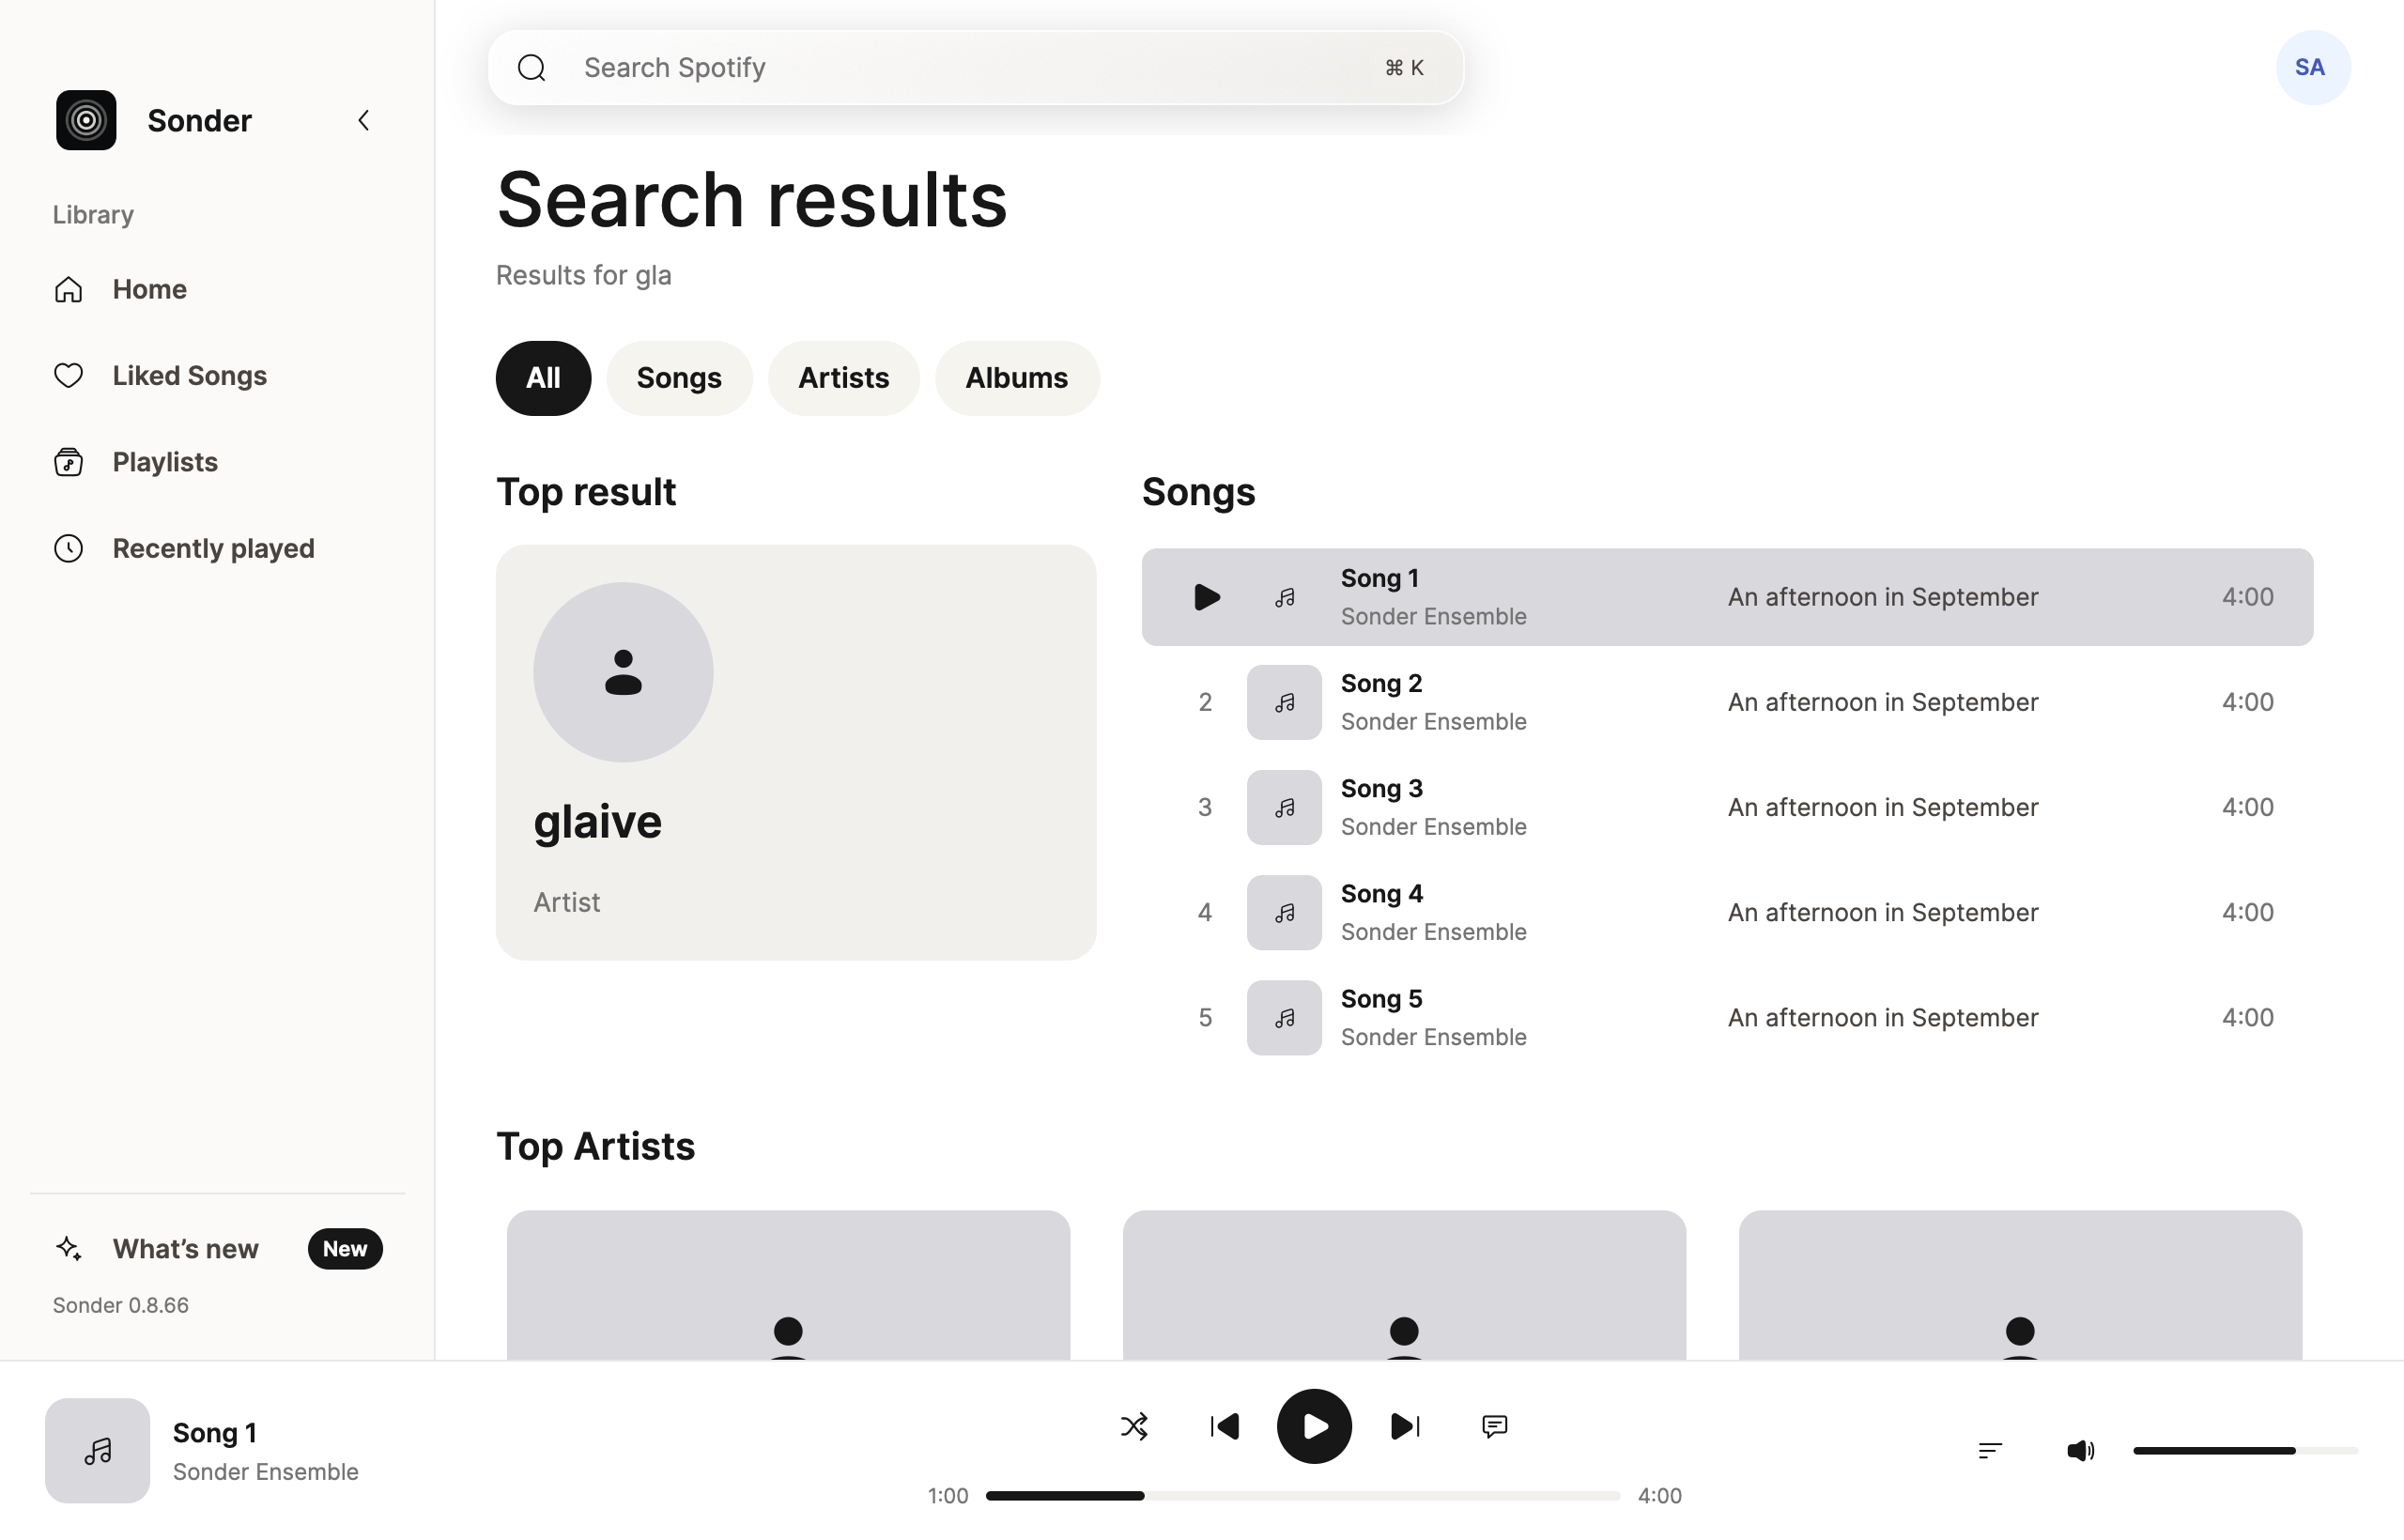 Sonder
Library
Home
Liked Songs
Playlists
Recently played
What’s new
New
Sonder 0.8.66
Search Spotify
⌘ K
SA
Search results
Results for gla
All
Songs
Artists
Albums
Top result
glaive
Artist
Songs
Song 1
Sonder Ensemble
An afternoon in September
4:00
2
Song 2
Sonder Ensemble
An afternoon in September
4:00
3
Song 3
Sonder Ensemble
An afternoon in September
4:00
4
Song 4
Sonder Ensemble
An afternoon in September
4:00
5
Song 5
Sonder Ensemble
An afternoon in September
4:00
Top Artists
Song 1
Sonder Ensemble
1:00
4:00